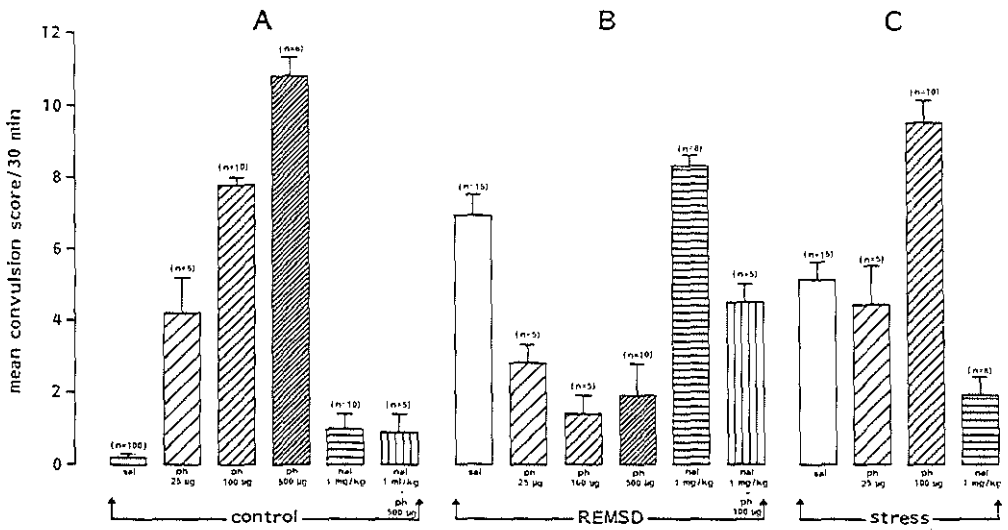 A B C
mean convulsion score/30 min
12
10
8
6
4
2
0
(n=100)
(n=5)
(n=10)
(n=6)
(n=10)
(n=5)
(n=15)
(n=5)
(n=5)
(n=10)
(n=8)
(n=5)
(n=15)
(n=5)
(n=10)
(n=8)
sal ph ph ph nal nal sal ph ph ph nal nal sal ph ph nal
25 µg 100 µg 500 µg 1 mg/kg 1 ml/kg 25 µg 100 µg 500 µg 1 mg/kg 1 mg/kg 25 µg 100 µg 1 mg/kg
ph ph
500 µg 100 µg
control REMSD stress